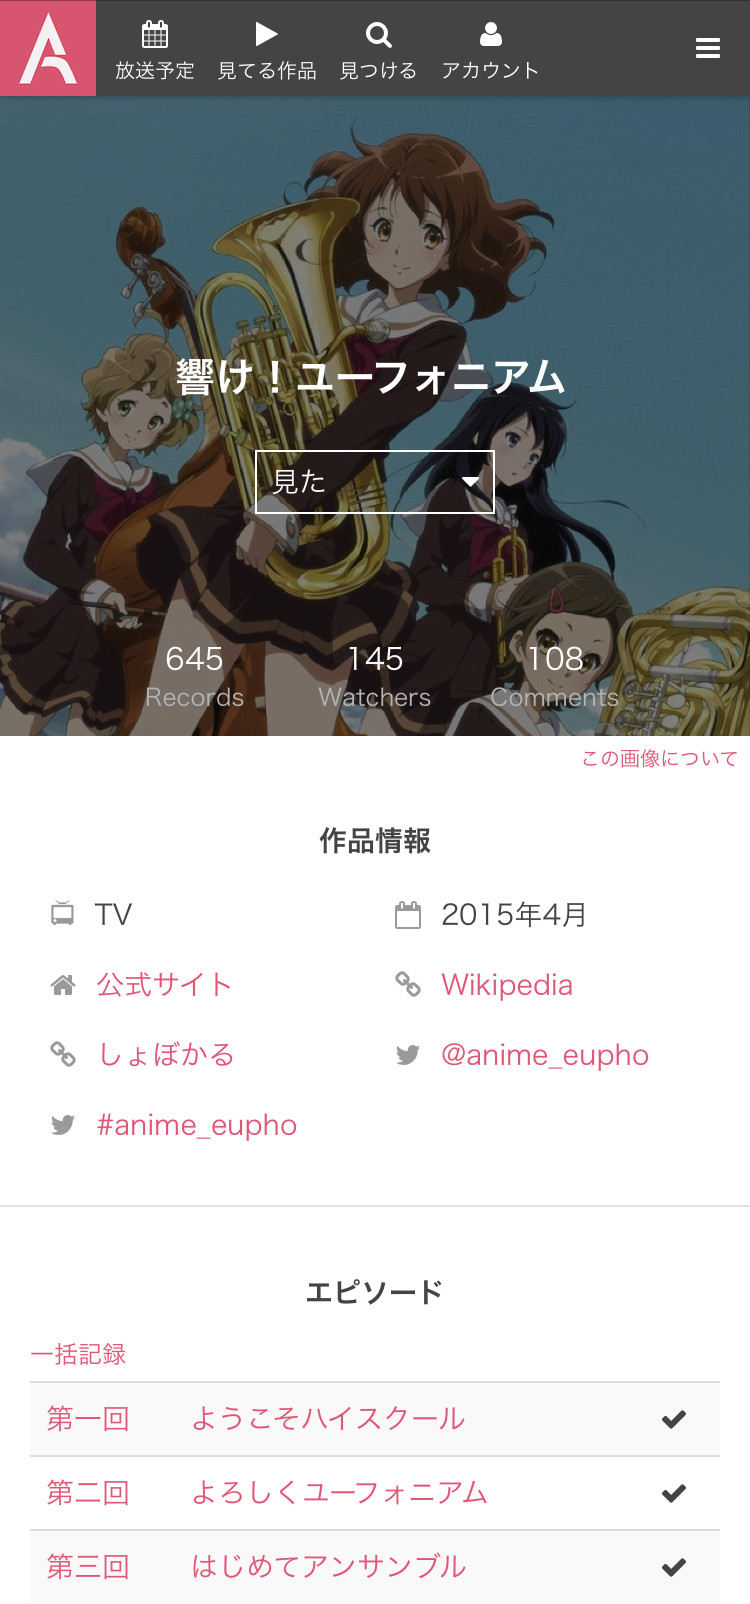 放送予定 見てる作品 見つける アカウント
響け！ユーフォニアム
見た
645 145 108
Records Watchers Comments
この画像について
作品情報
TV 2015年4月
公式サイト Wikipedia
しょぼかる @anime_eupho
#anime_eupho
エピソード
一括記録
第一回 ようこそハイスクール
第二回 よろしくユーフォニアム
第三回 はじめてアンサンブル